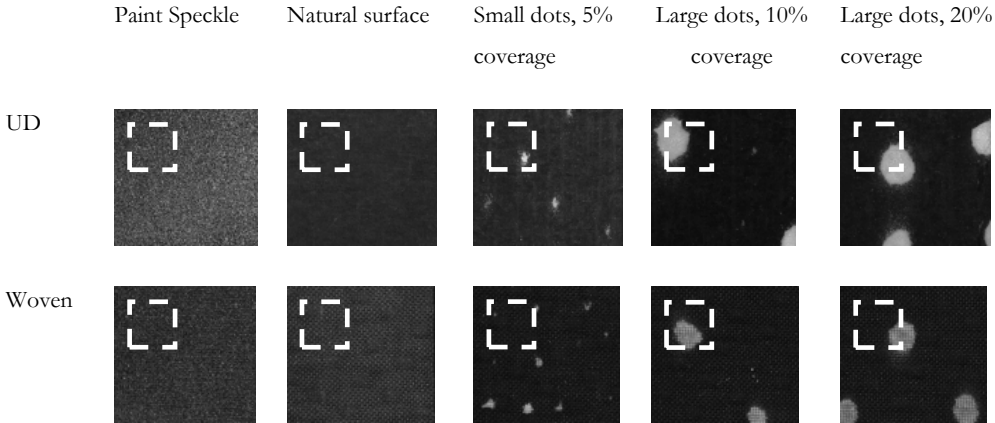 Paint Speckle Natural surface Small dots, 5% Large dots, 10% Large dots, 20%
coverage coverage coverage
UD
Woven